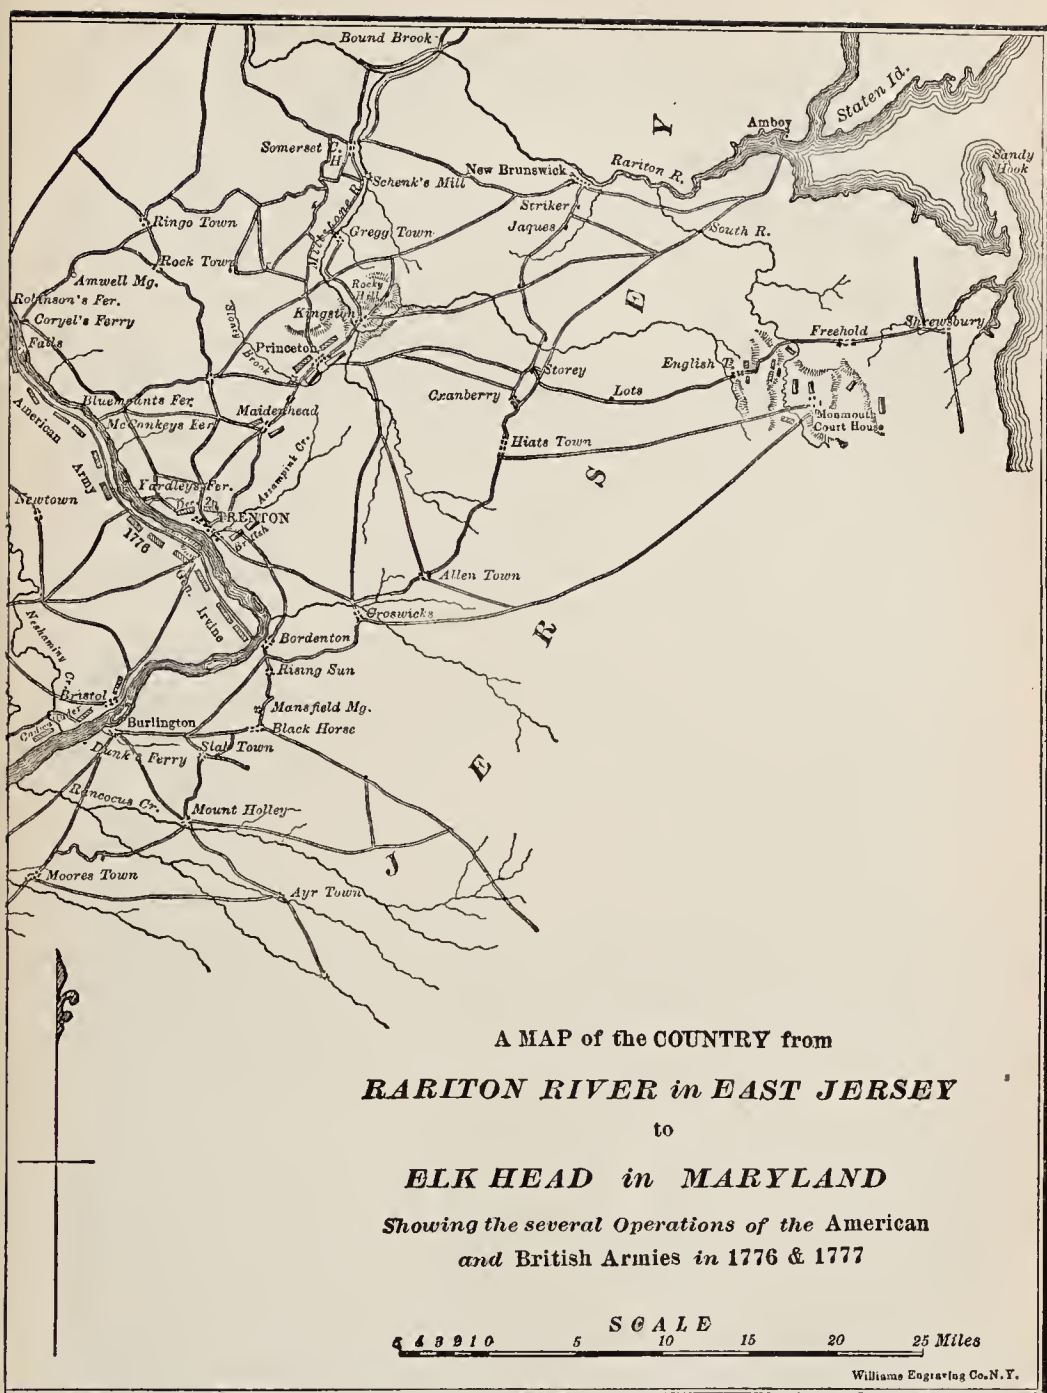 Bound Brook
Staten Id.
Amboy
Sandy
Hook
Somerset C.
H.
New Brunswick
Rariton R.
Schenk's Mill
Millstone R.
Striker
Jaques
South R.
Ringo Town
Gregg Town
Rock Town
Amwell Mg.
Rocky
Hill
Robinson's Fer.
Coryel's Ferry
Kingston
Falls
Princeton
Brook
Shrewsbury
Freehold
English T.
Storey
Lots
Cranberry
Monmouth
Court House
Bluemants Fer.
McConkeys Fer.
Maidenhead
Hiats Town
American
Army
1776
Assampink Cr.
Yardleys Fer.
Newtown
TRENTON
British
Allen Town
Gen.
Irvine
Croswicks
Bordenton
Rising Sun
Neshaminy Cr.
Bristol
Mansfield Mg.
Black Horse
Burlington
Slab Town
Dunk's Ferry
Rancocus Cr.
Mount Holley
Moores Town
Ayr Town
J E R S E Y
A MAP of the COUNTRY from
RARITON RIVER in EAST JERSEY
to
ELK HEAD in MARYLAND
Showing the several Operations of the American
and British Armies in 1776 & 1777
SCALE
5 4 3 2 1 0 5 10 15 20 25 Miles
Williams Engraving Co. N.Y.